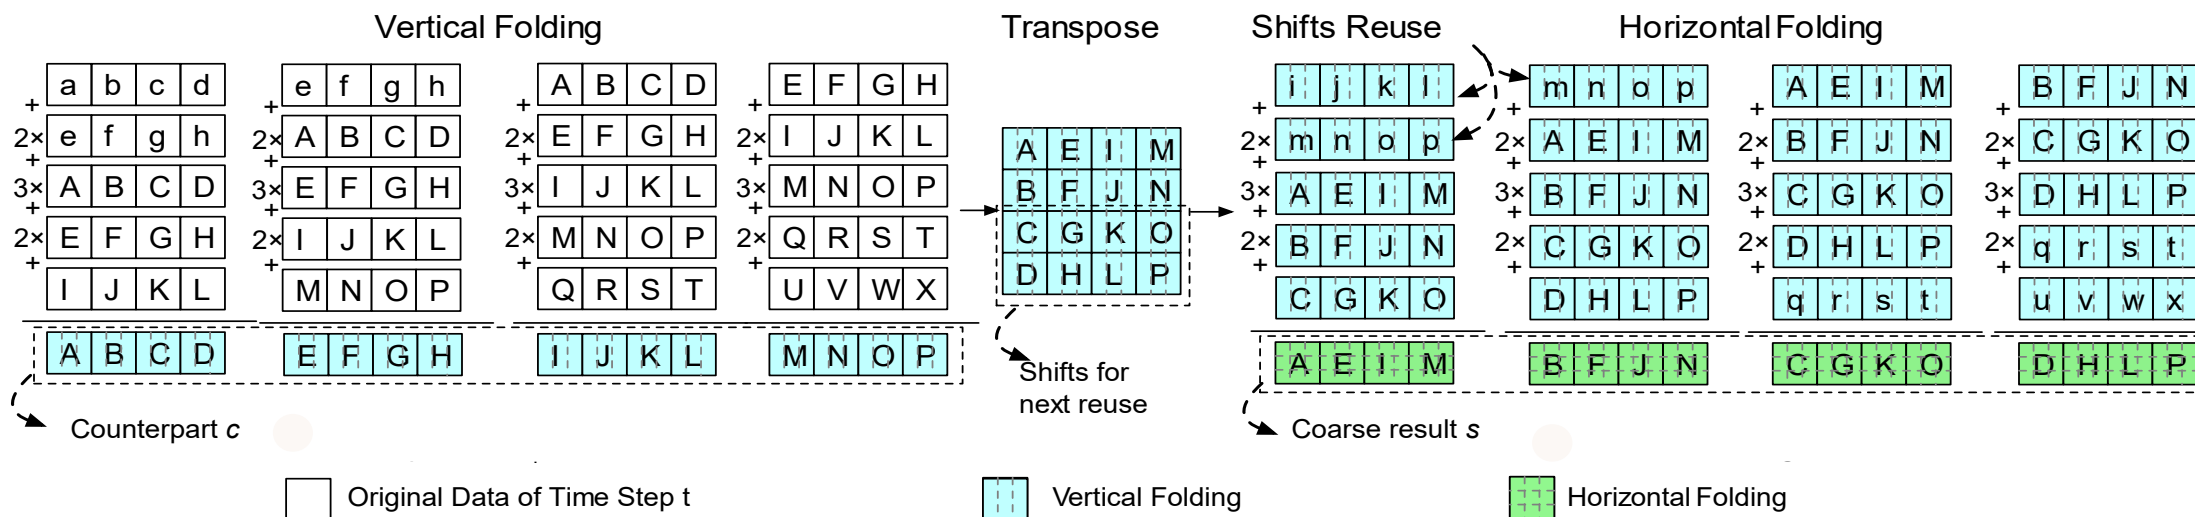 Vertical Folding Transpose Shifts Reuse Horizontal Folding
a b c d e f g h A B C D E F G H i j k l m n o p A E I M B F J N
+ + + + + + + +
2× e f g h 2× A B C D 2× E F G H 2× I J K L 2× m n o p 2× A E I M 2× B F J N 2× C G K O
+ + + + A E I M + + + +
3× A B C D 3× E F G H 3× I J K L 3× M N O P B F J N 3× A E I M 3× B F J N 3× C G K O 3× D H L P
+ + + + C G K O + + + +
2× E F G H 2× I J K L 2× M N O P 2× Q R S T D H L P 2× B F J N 2× C G K O 2× D H L P 2× q r s t
+ + + + + + + +
I J K L M N O P Q R S T U V W X C G K O D H L P q r s t u v w x
A B C D E F G H I J K L M N O P A E I M B F J N C G K O D H L P
Shifts for
next reuse
Counterpart c Coarse result s
Original Data of Time Step t Vertical Folding Horizontal Folding